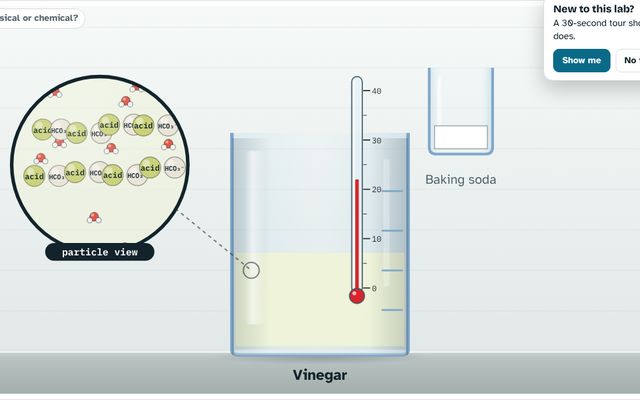 sical or chemical?
New to this lab?
A 30-second tour sho
does.
Show me
No
40
30
20
10
0
acid HCO₃ acid HCO₃ acid HCO₃ acid HCO₃
acid HCO₃ acid HCO₃ acid HCO₃ acid HCO₃
particle view
Baking soda
Vinegar